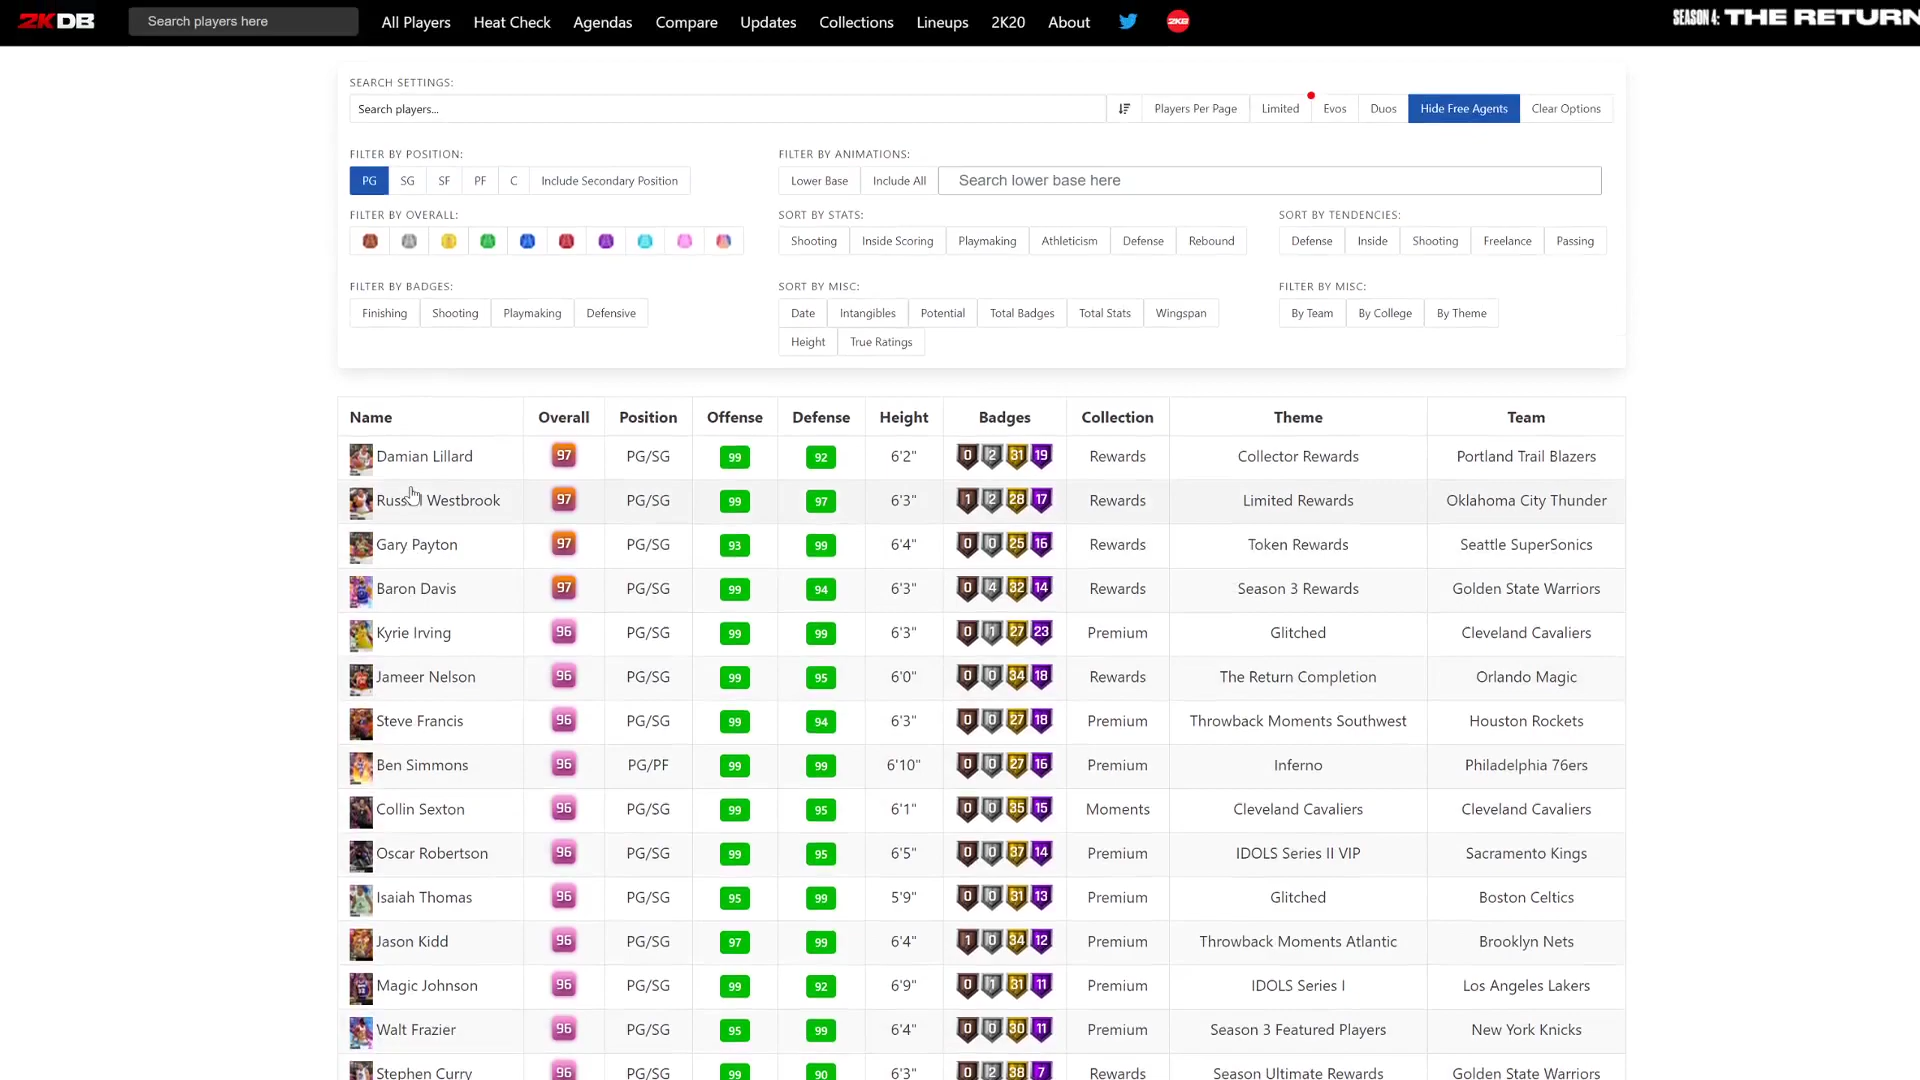 2KDB Search players here All Players Heat Check Agendas Compare Updates Collections Lineups 2K20 About 2KG SEASON 4: THE RETURN
SEARCH SETTINGS:
Search players... Players Per Page Limited Evos Duos Hide Free Agents Clear Options
FILTER BY POSITION: FILTER BY ANIMATIONS:
PG SG SF PF C Include Secondary Position Lower Base Include All Search lower base here
FILTER BY OVERALL: SORT BY STATS: SORT BY TENDENCIES:
Shooting Inside Scoring Playmaking Athleticism Defense Rebound Defense Inside Shooting Freelance Passing
FILTER BY BADGES: SORT BY MISC: FILTER BY MISC:
Finishing Shooting Playmaking Defensive Date Intangibles Potential Total Badges Total Stats Wingspan By Team By College By Theme
Height True Ratings
Name Overall Position Offense Defense Height Badges Collection Theme Team
Damian Lillard 97 PG/SG 99 92 6'2" 0 2 31 19 Rewards Collector Rewards Portland Trail Blazers
Russell Westbrook 97 PG/SG 99 97 6'3" 1 2 28 17 Rewards Limited Rewards Oklahoma City Thunder
Gary Payton 97 PG/SG 93 99 6'4" 0 0 25 16 Rewards Token Rewards Seattle SuperSonics
Baron Davis 97 PG/SG 99 94 6'3" 0 4 32 14 Rewards Season 3 Rewards Golden State Warriors
Kyrie Irving 96 PG/SG 99 99 6'3" 0 1 27 23 Premium Glitched Cleveland Cavaliers
Jameer Nelson 96 PG/SG 99 95 6'0" 0 0 34 18 Rewards The Return Completion Orlando Magic
Steve Francis 96 PG/SG 99 94 6'3" 0 0 27 18 Premium Throwback Moments Southwest Houston Rockets
Ben Simmons 96 PG/PF 99 99 6'10" 0 0 27 16 Premium Inferno Philadelphia 76ers
Collin Sexton 96 PG/SG 99 95 6'1" 0 0 35 15 Moments Cleveland Cavaliers Cleveland Cavaliers
Oscar Robertson 96 PG/SG 99 95 6'5" 0 0 37 14 Premium IDOLS Series II VIP Sacramento Kings
Isaiah Thomas 96 PG/SG 95 99 5'9" 0 0 31 13 Premium Glitched Boston Celtics
Jason Kidd 96 PG/SG 97 99 6'4" 1 0 34 12 Premium Throwback Moments Atlantic Brooklyn Nets
Magic Johnson 96 PG/SG 99 92 6'9" 0 1 31 11 Premium IDOLS Series I Los Angeles Lakers
Walt Frazier 96 PG/SG 95 99 6'4" 0 0 30 11 Premium Season 3 Featured Players New York Knicks
Stephen Curry 96 PG/SG 99 90 6'3" 0 2 38 7 Rewards Season Ultimate Rewards Golden State Warriors